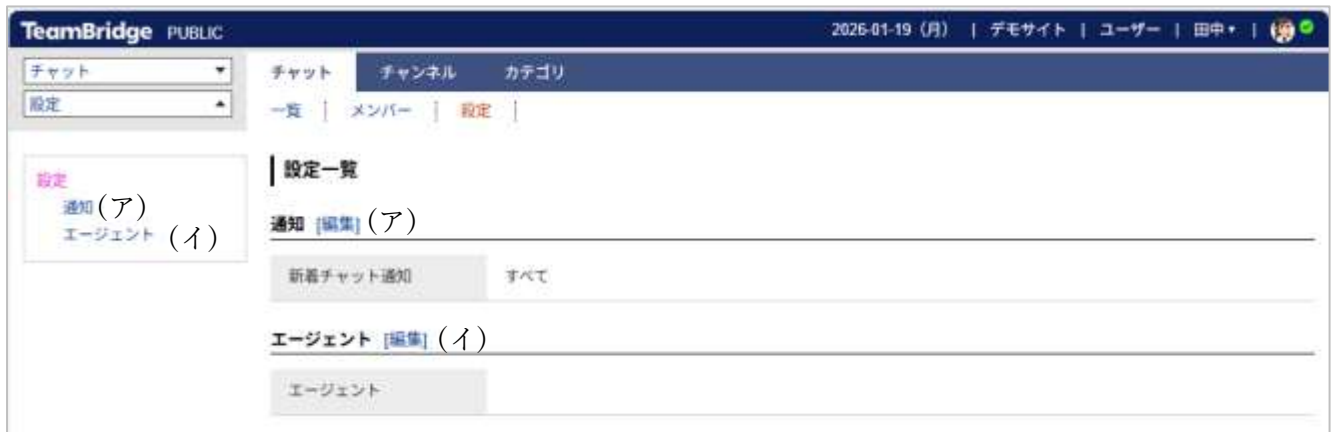 TeamBridge PUBLIC
2026-01-19（月） | デモサイト | ユーザー | 田中 |
チャット
設定
チャット チャンネル カテゴリ
一覧 | メンバー | 設定 |
設定
通知 (ア)
エージェント (イ)
設定一覧
通知 [編集] (ア)
新着チャット通知 すべて
エージェント [編集] (イ)
エージェント